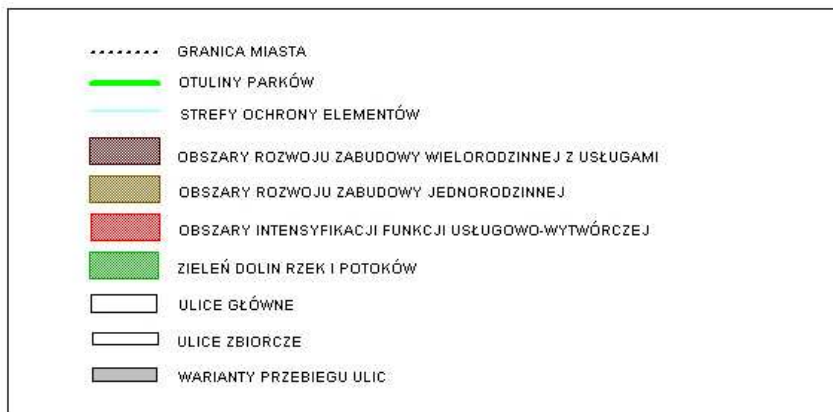 GRANICA MIASTA
OTULINY PARKÓW
STREFY OCHRONY ELEMENTÓW
OBSZARY ROZWOJU ZABUDOWY WIELORODZINNEJ Z USŁUGAMI
OBSZARY ROZWOJU ZABUDOWY JEDNORODZINNEJ
OBSZARY INTENSYFIKACJI FUNKCJI USŁUGOWO-WYTWÓRCZEJ
ZIELEŃ DOLIN RZEK I POTOKÓW
ULICE GŁÓWNE
ULICE ZBIORCZE
WARIANTY PRZEBIEGU ULIC